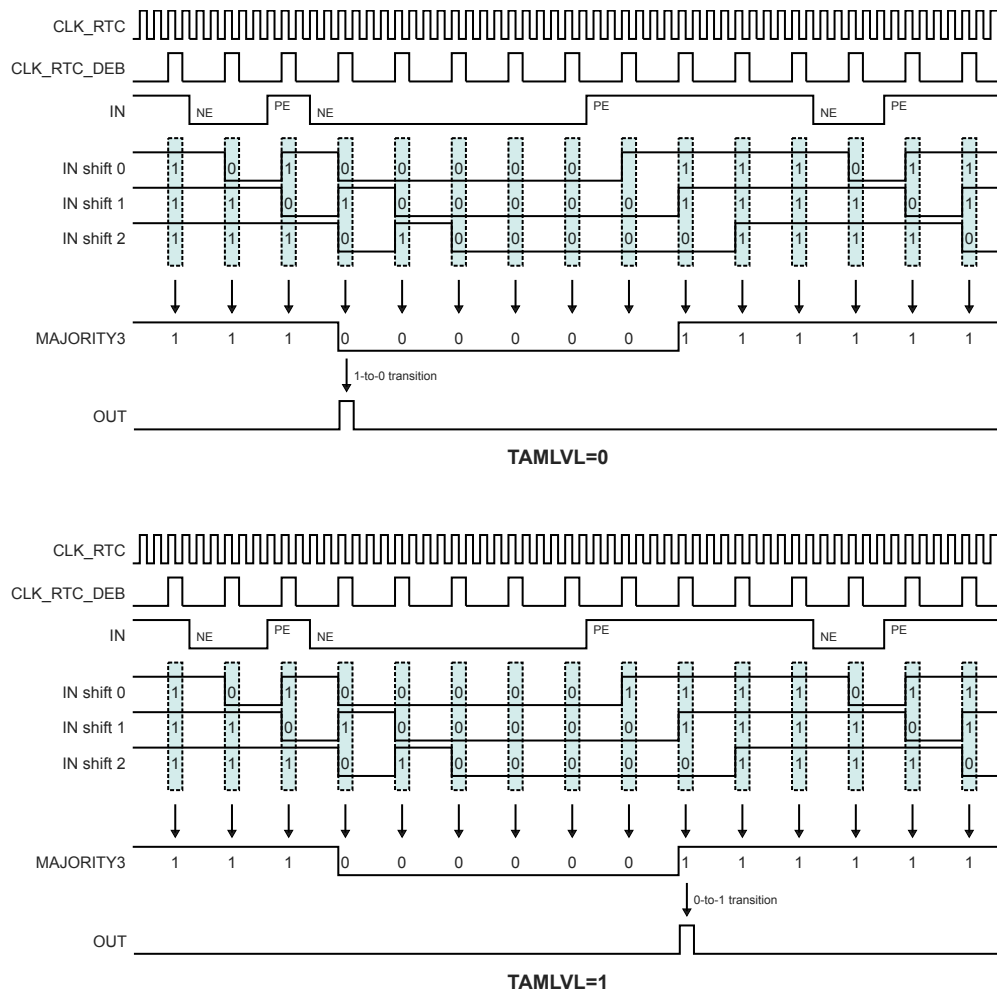 CLK_RTC
CLK_RTC_DEB
IN NE PE NE PE NE PE
IN shift 0 1 0 1 0 0 0 0 0 1 1 1 1 0 1 1
IN shift 1 1 1 0 1 0 0 0 0 0 1 1 1 1 0 1
IN shift 2 1 1 1 0 1 0 0 0 0 0 1 1 1 1 0
MAJORITY3 1 1 1 0 0 0 0 0 0 1 1 1 1 1 1
1-to-0 transition
OUT
TAMLVL=0
CLK_RTC
CLK_RTC_DEB
IN NE PE NE PE NE PE
IN shift 0 1 0 1 0 0 0 0 0 1 1 1 1 0 1 1
IN shift 1 1 1 0 1 0 0 0 0 0 1 1 1 1 0 1
IN shift 2 1 1 1 0 1 0 0 0 0 0 1 1 1 1 0
MAJORITY3 1 1 1 0 0 0 0 0 0 1 1 1 1 1 1
0-to-1 transition
OUT
TAMLVL=1